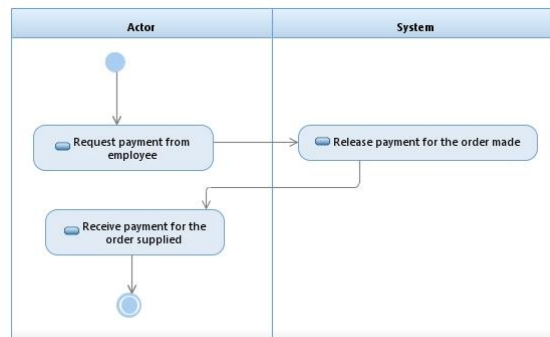 Actor
System
Request payment from
employee
Release payment for the order made
Receive payment for the
order supplied